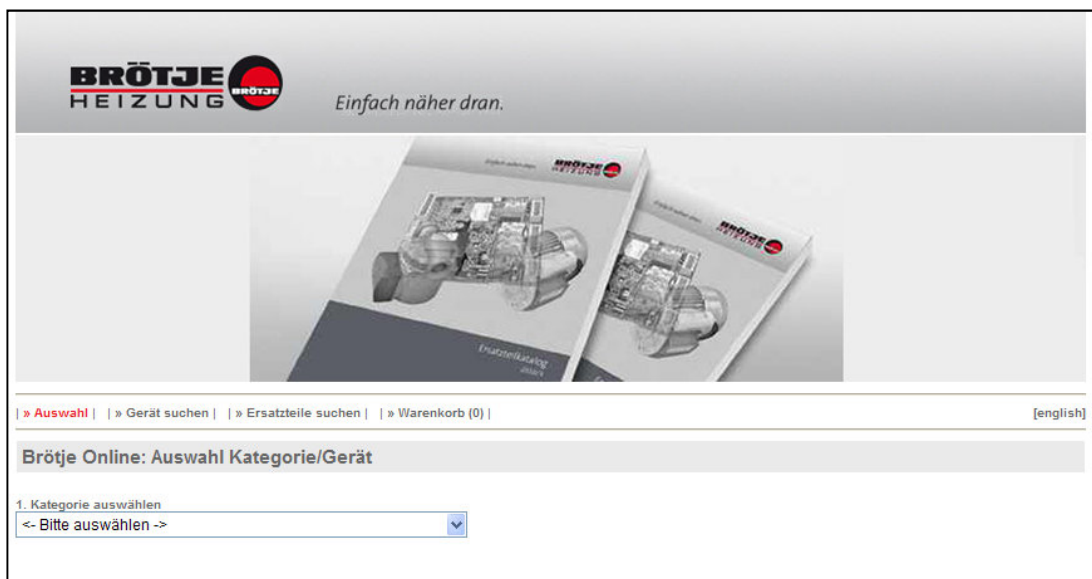 BRÖTJE
HEIZUNG
BRÖTJE
Einfach näher dran.
BRÖTJE
HEIZUNG
BRÖTJE
HEIZUNG
Ersatzteilkatalog
| » Auswahl | | » Gerät suchen | | » Ersatzteile suchen | | » Warenkorb (0) | [english]
Brötje Online: Auswahl Kategorie/Gerät
1. Kategorie auswählen
<- Bitte auswählen ->